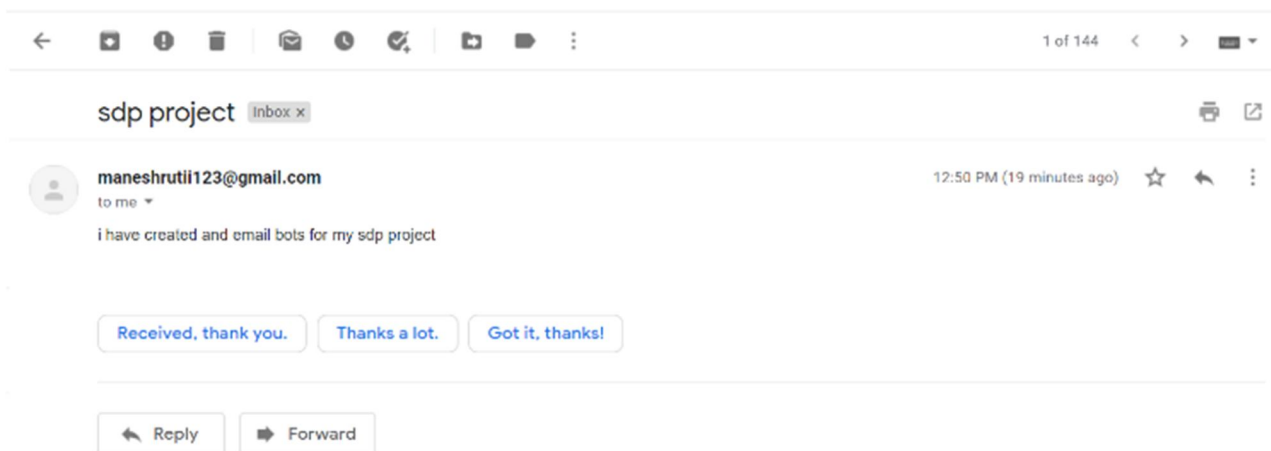 1 of 144
sdp project Inbox x
maneshrutii123@gmail.com 12:50 PM (19 minutes ago)
to me
i have created and email bots for my sdp project
Received, thank you. Thanks a lot. Got it, thanks!
Reply Forward